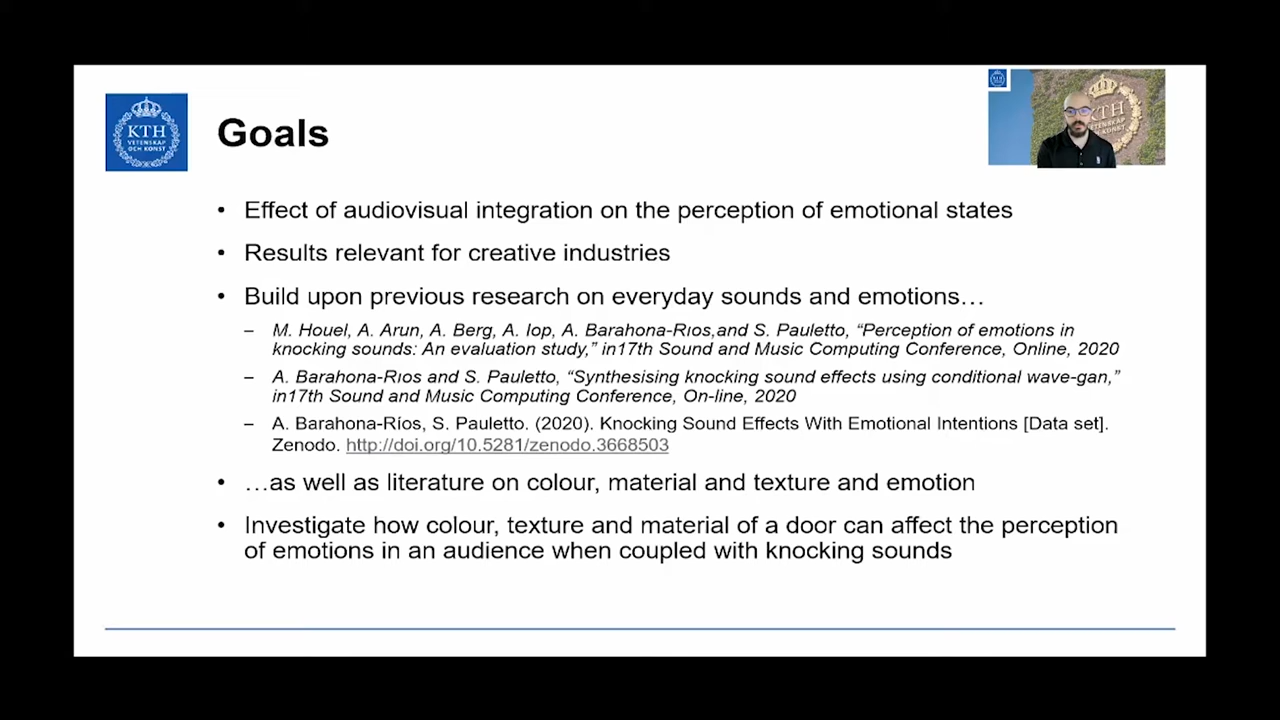 KTH
VETENSKAP
OCH KONST
Goals
KTH
• Effect of audiovisual integration on the perception of emotional states
• Results relevant for creative industries
• Build upon previous research on everyday sounds and emotions…
– M. Houel, A. Arun, A. Berg, A. Iop, A. Barahona-Rıos,and S. Pauletto, “Perception of emotions in
knocking sounds: An evaluation study,” in17th Sound and Music Computing Conference, Online, 2020
– A. Barahona-Rıos and S. Pauletto, “Synthesising knocking sound effects using conditional wave-gan,”
in17th Sound and Music Computing Conference, On-line, 2020
– A. Barahona-Ríos, S. Pauletto. (2020). Knocking Sound Effects With Emotional Intentions [Data set].
Zenodo. http://doi.org/10.5281/zenodo.3668503
• …as well as literature on colour, material and texture and emotion
• Investigate how colour, texture and material of a door can affect the perception
of emotions in an audience when coupled with knocking sounds